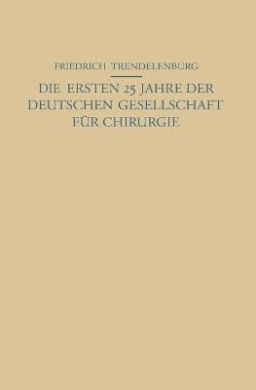 FRIEDRICH TRENDELENBURG
DIE ERSTEN 25 JAHRE DER
DEUTSCHEN GESELLSCHAFT
FÜR CHIRURGIE